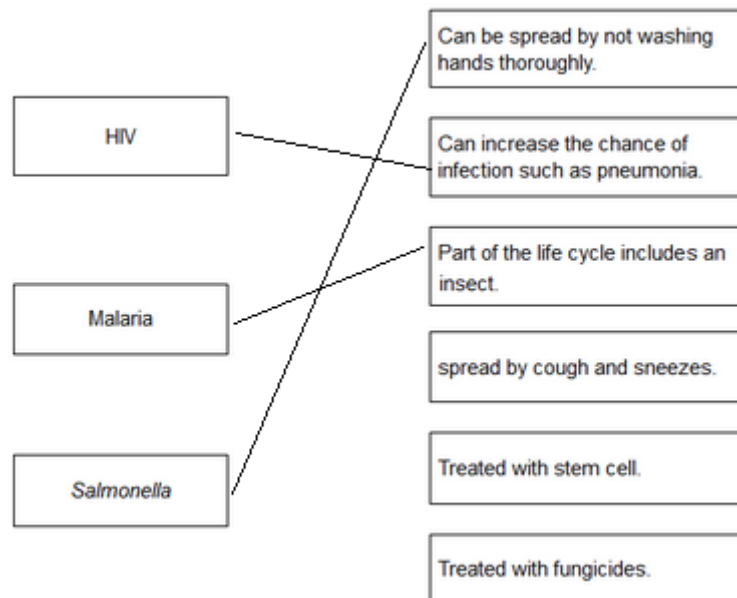 HIV
Malaria
Salmonella
Can be spread by not washing
hands thoroughly.
Can increase the chance of
infection such as pneumonia.
Part of the life cycle includes an
insect.
spread by cough and sneezes.
Treated with stem cell.
Treated with fungicides.